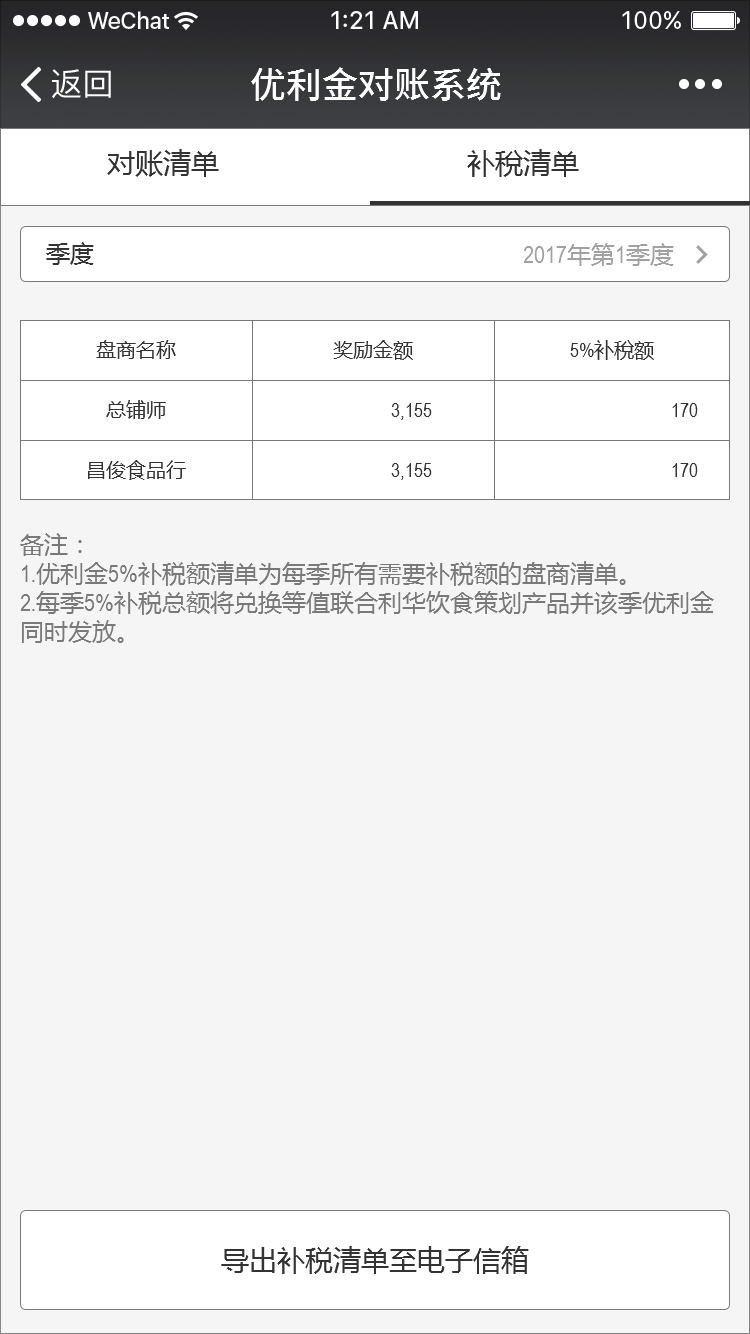 WeChat 1:21 AM 100%
返回 优利金对账系统
对账清单 补税清单
季度 2017年第1季度
盘商名称 奖励金额 5%补税额
总铺师 3,155 170
昌俊食品行 3,155 170
备注：
1.优利金5%补税额清单为每季所有需要补税额的盘商清单。
2.每季5%补税总额将兑换等值联合利华饮食策划产品并该季优利金
同时发放。
导出补税清单至电子信箱